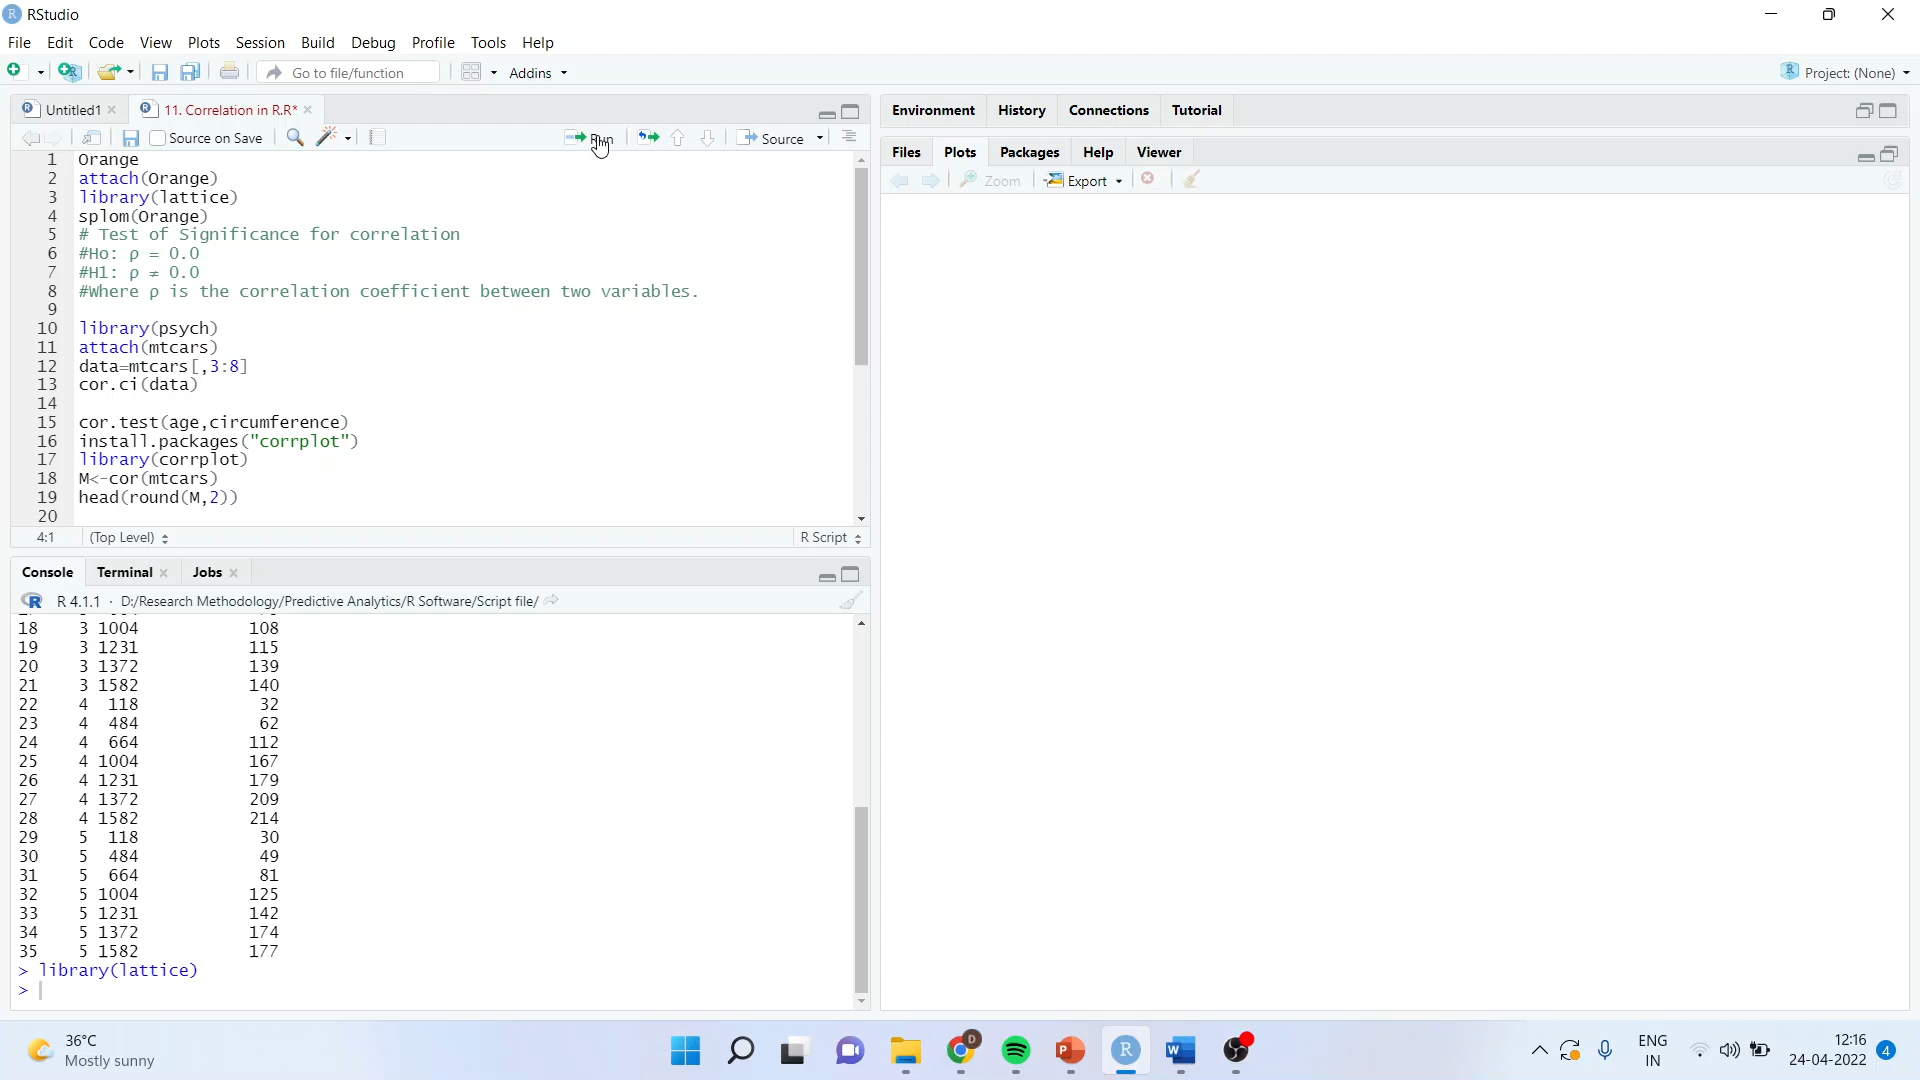 RStudio
File Edit Code View Plots Session Build Debug Profile Tools Help
Go to file/function Addins Project: (None)
Untitled1 11. Correlation in R.R*
Source on Save Run Source
1 Orange
2 attach(Orange)
3 library(lattice)
4 splom(Orange)
5 # Test of Significance for correlation
6 #Ho: ρ = 0.0
7 #H1: ρ ≠ 0.0
8 #Where ρ is the correlation coefficient between two variables.
9
10 library(psych)
11 attach(mtcars)
12 data=mtcars[,3:8]
13 cor.ci(data)
14
15 cor.test(age,circumference)
16 install.packages("corrplot")
17 library(corrplot)
18 M<-cor(mtcars)
19 head(round(M,2))
20
4:1 (Top Level) R Script
Console Terminal Jobs
R 4.1.1 · D:/Research Methodology/Predictive Analytics/R Software/Script file/
18 3 1004 108
19 3 1231 115
20 3 1372 139
21 3 1582 140
22 4 118 32
23 4 484 62
24 4 664 112
25 4 1004 167
26 4 1231 179
27 4 1372 209
28 4 1582 214
29 5 118 30
30 5 484 49
31 5 664 81
32 5 1004 125
33 5 1231 142
34 5 1372 174
35 5 1582 177
> library(lattice)
>
Environment History Connections Tutorial
Files Plots Packages Help Viewer
Zoom Export
36°C
Mostly sunny
ENG
IN
12:16
24-04-2022
4